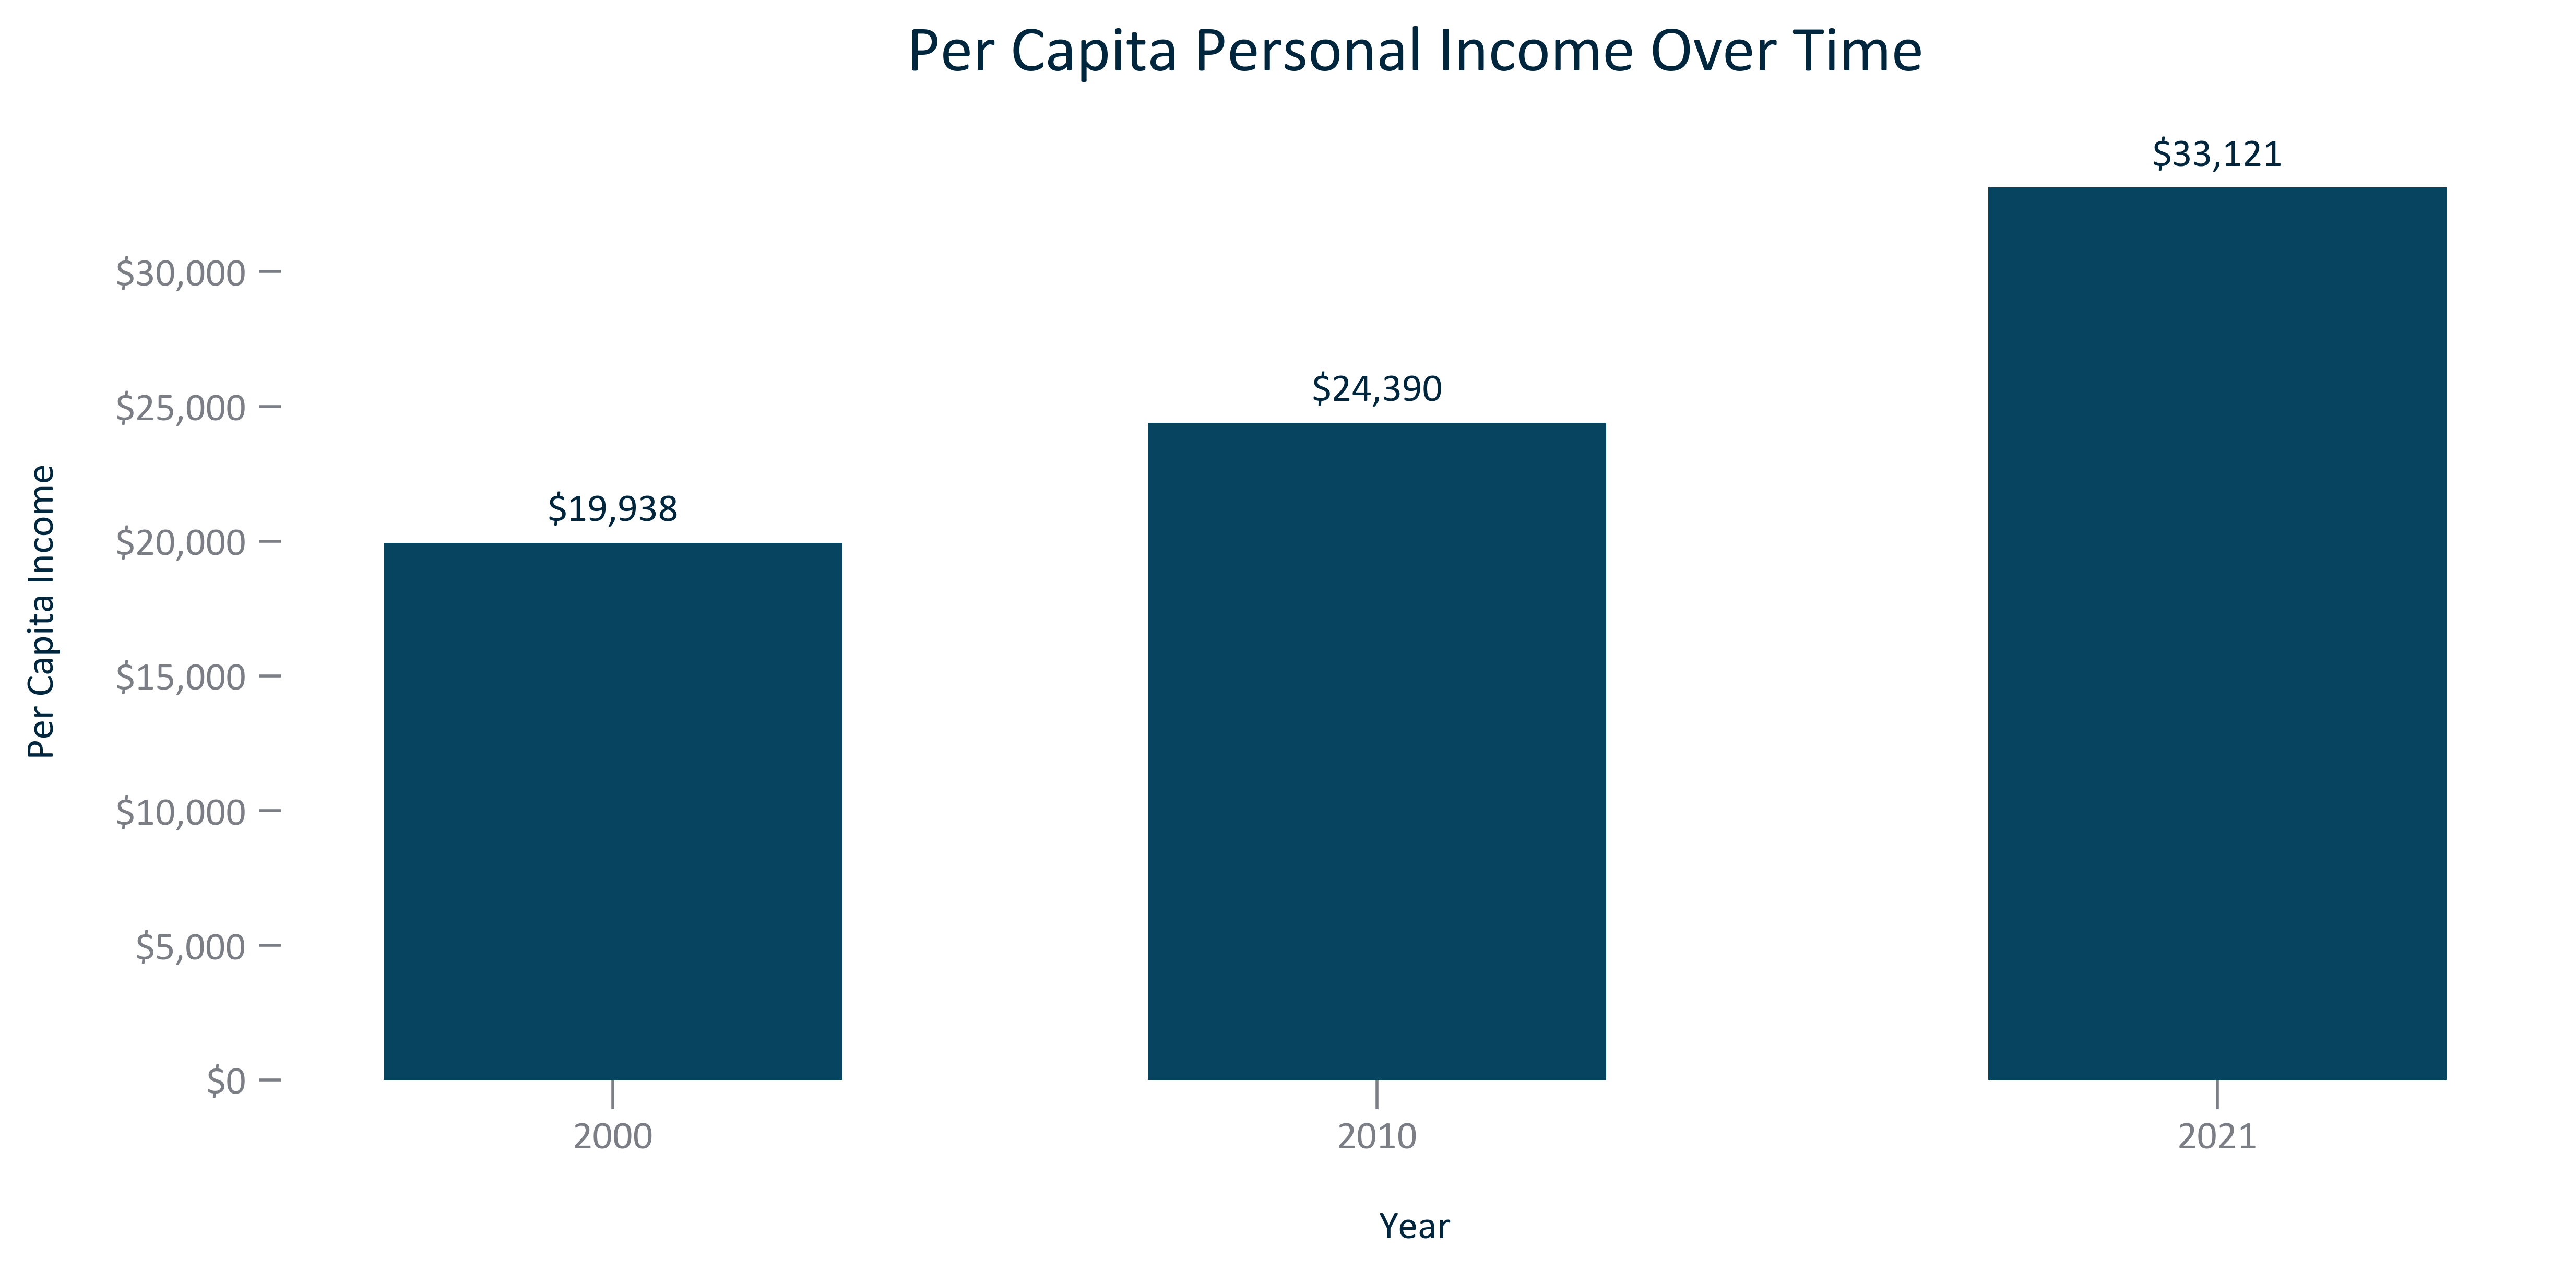 Per Capita Personal Income Over Time
$33,121
$30,000
$24,390
$25,000
$19,938
$20,000
Per Capita Income
$15,000
$10,000
$5,000
$0
2000 2010 2021
Year